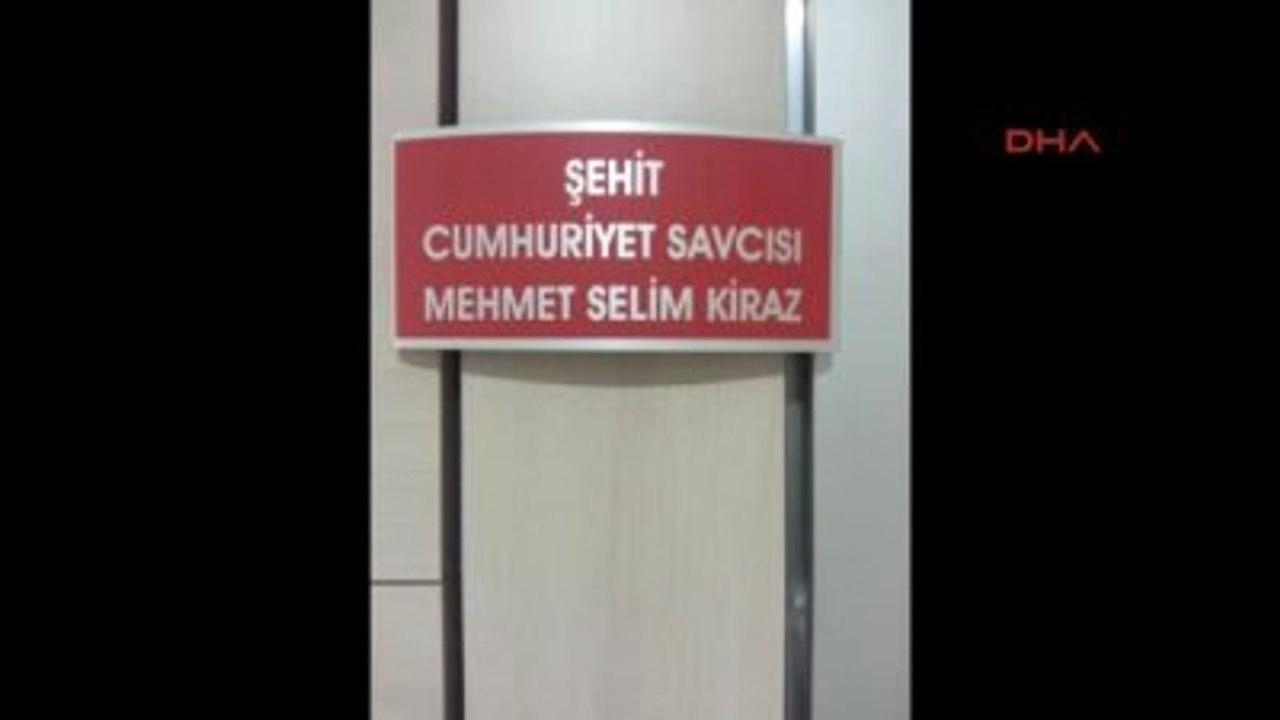 ŞEHİT
CUMHURİYET SAVCISI
MEHMET SELİM KİRAZ
DHA